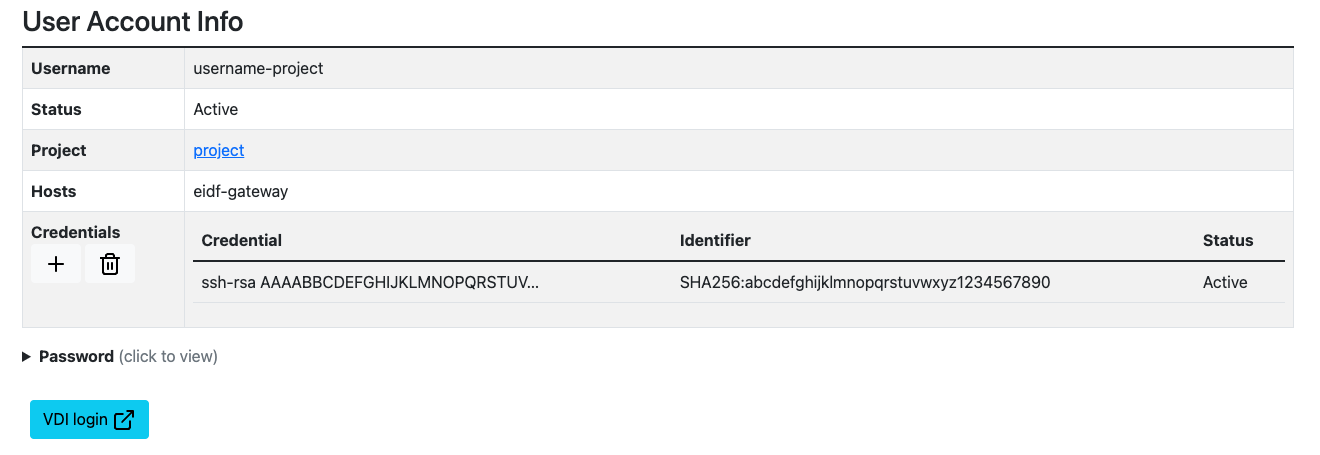 User Account Info
Username username-project
Status Active
Project project
Hosts eidf-gateway
Credentials
Credential Identifier Status
ssh-rsa AAAABBCDEFGHIJKLMNOPQRSTUV... SHA256:abcdefghijklmnopqrstuvwxyz1234567890 Active
Password (click to view)
VDI login